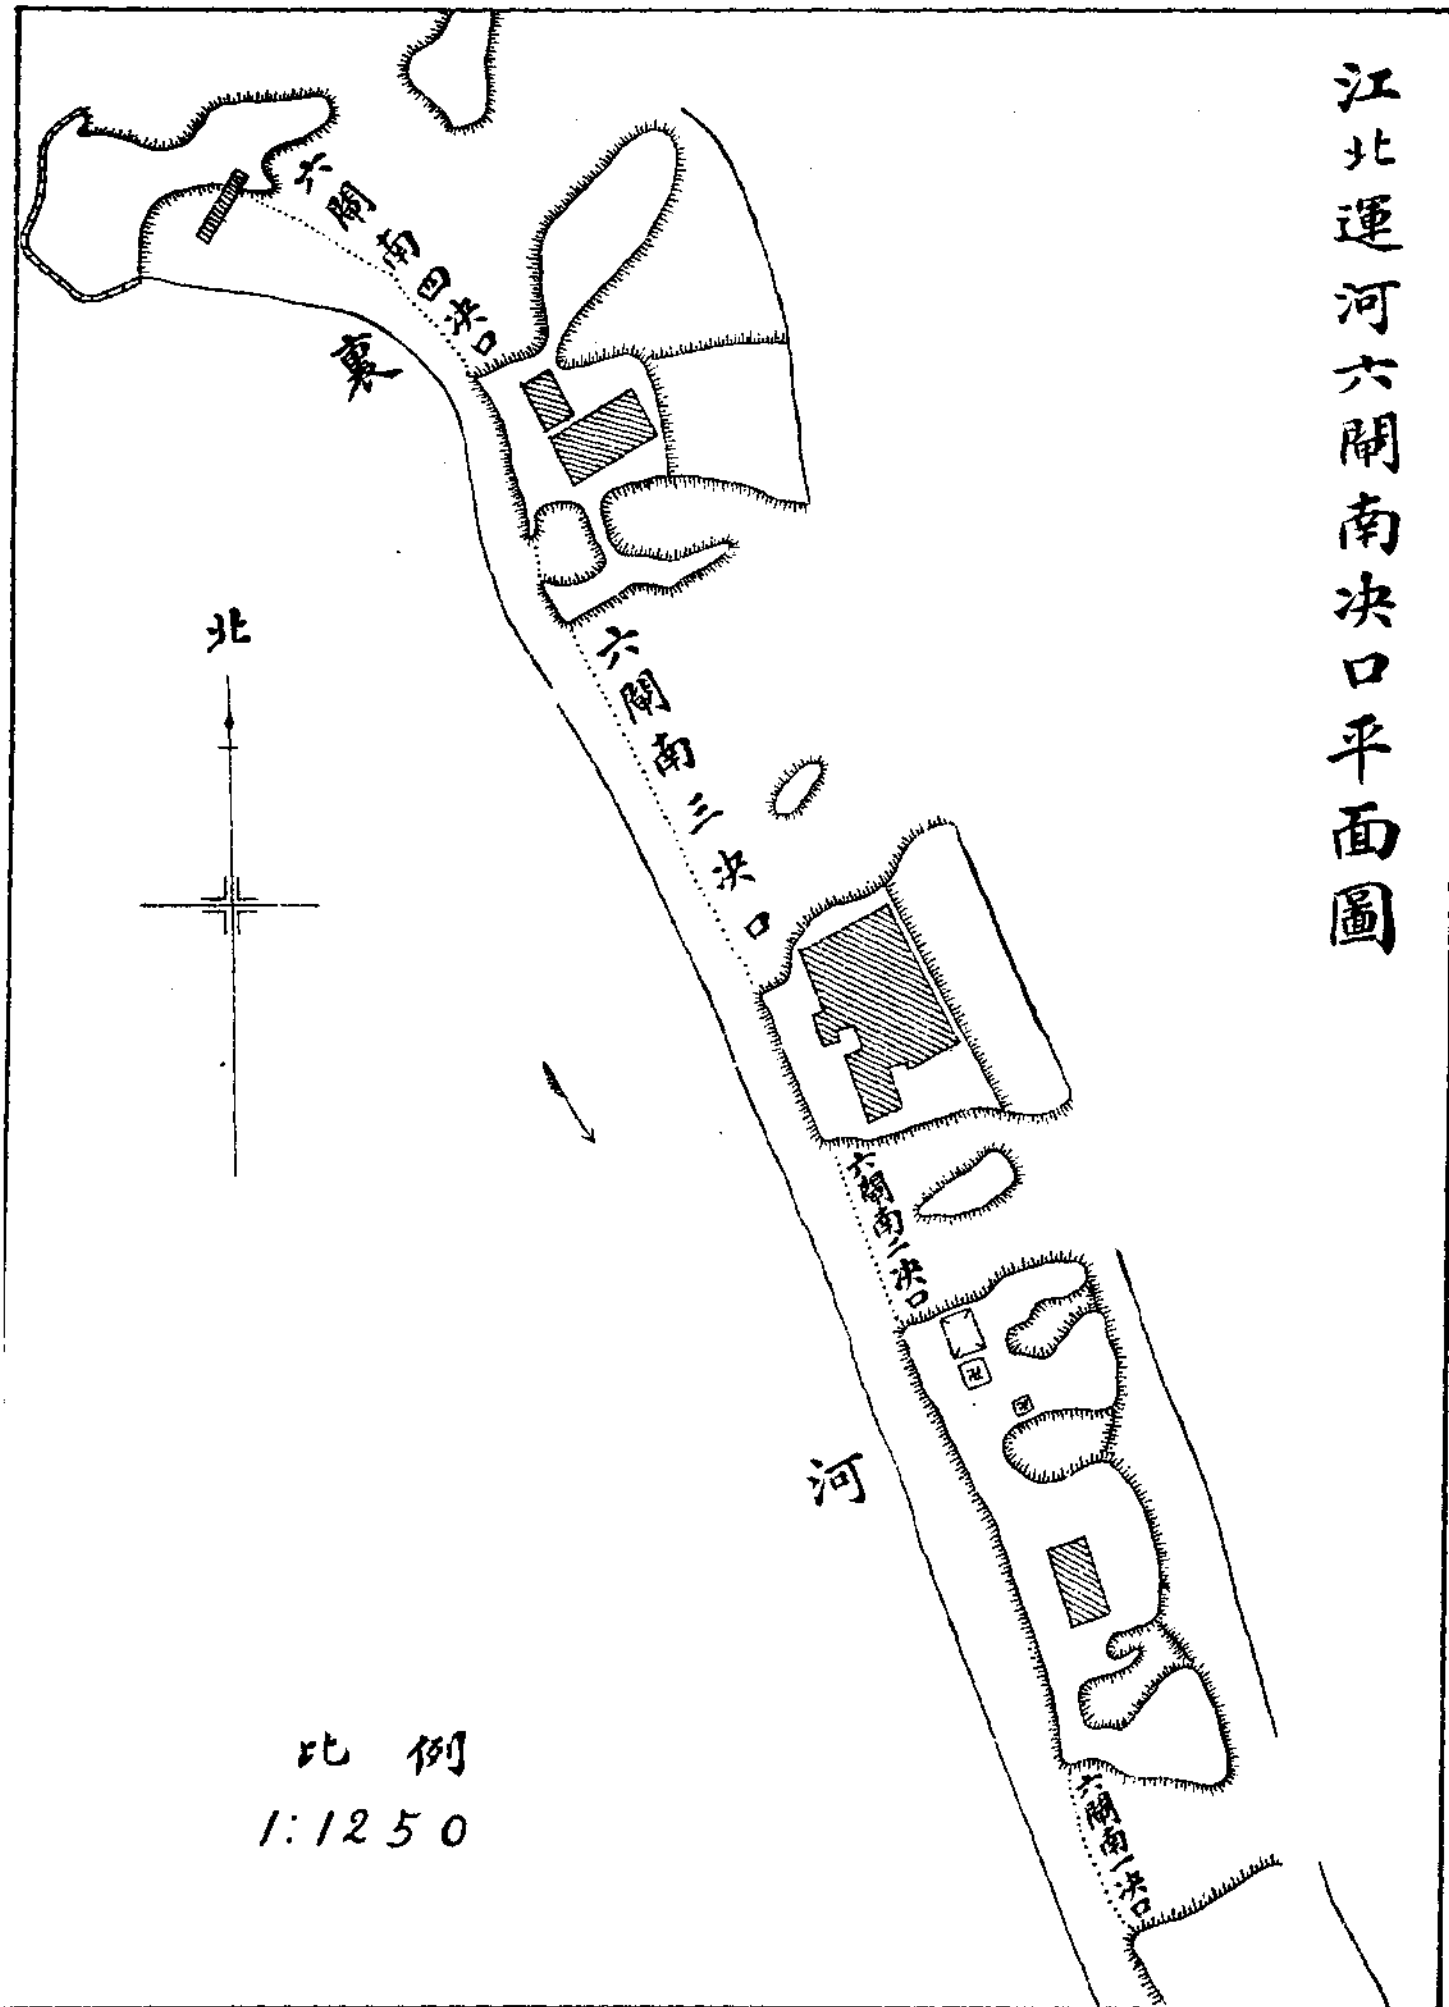 江北運河六閘南决口平面圖
六閘南四决口
裏
北
六閘南三决口
六閘南二决口
河
六閘南一决口
比例
1:1250